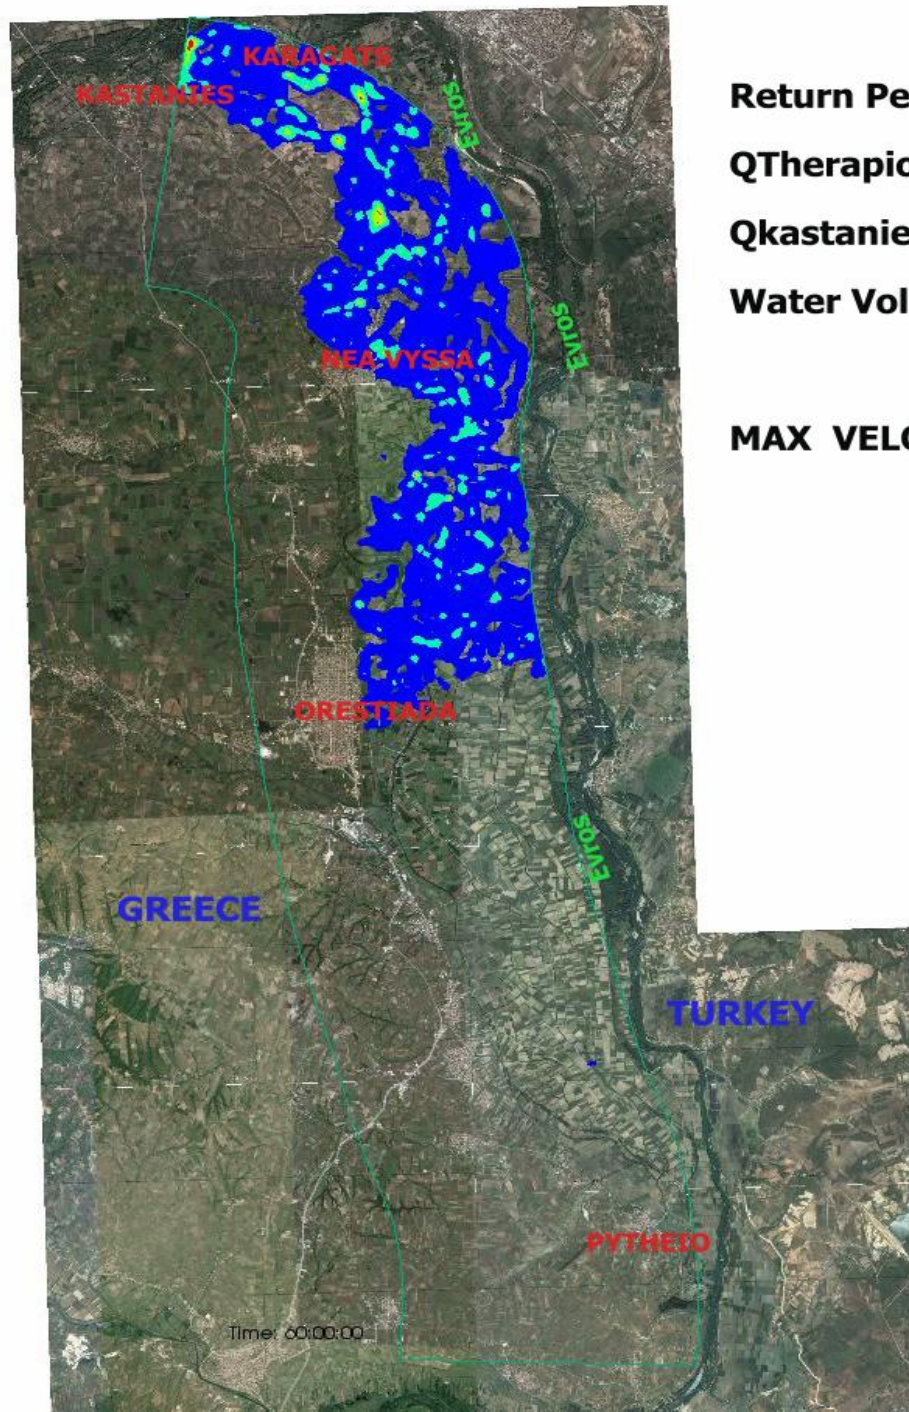 KARAGATS
KASTANIES
Evros
Return Pe
QTherapio
Qkastanie
Water Vol
Evros
NEA VYSSA
MAX VELO
ORESTIADA
Evros
GREECE
TURKEY
PYTHEIO
Time: 60:00:00